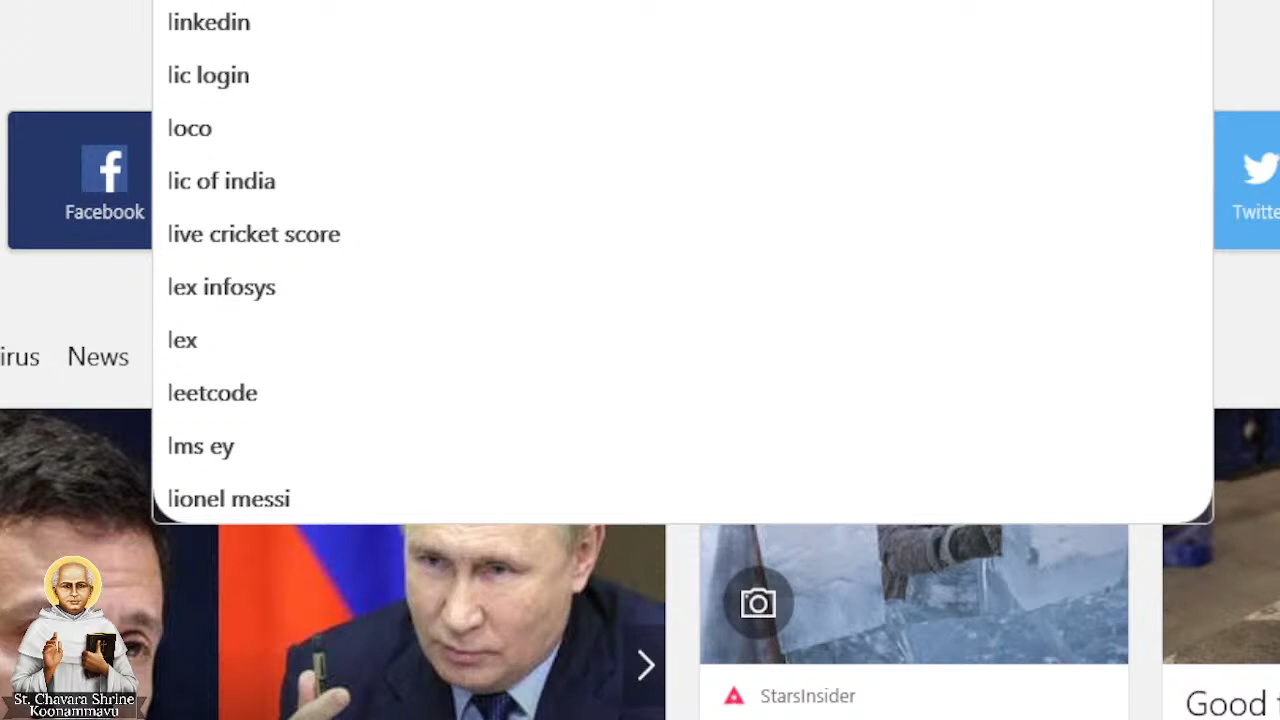 linkedin
lic login
loco
lic of india
live cricket score
lex infosys
lex
leetcode
lms ey
lionel messi
Facebook
Twitte
irus News
StarsInsider
Good
St. Chavara Shrine
Koonammavu